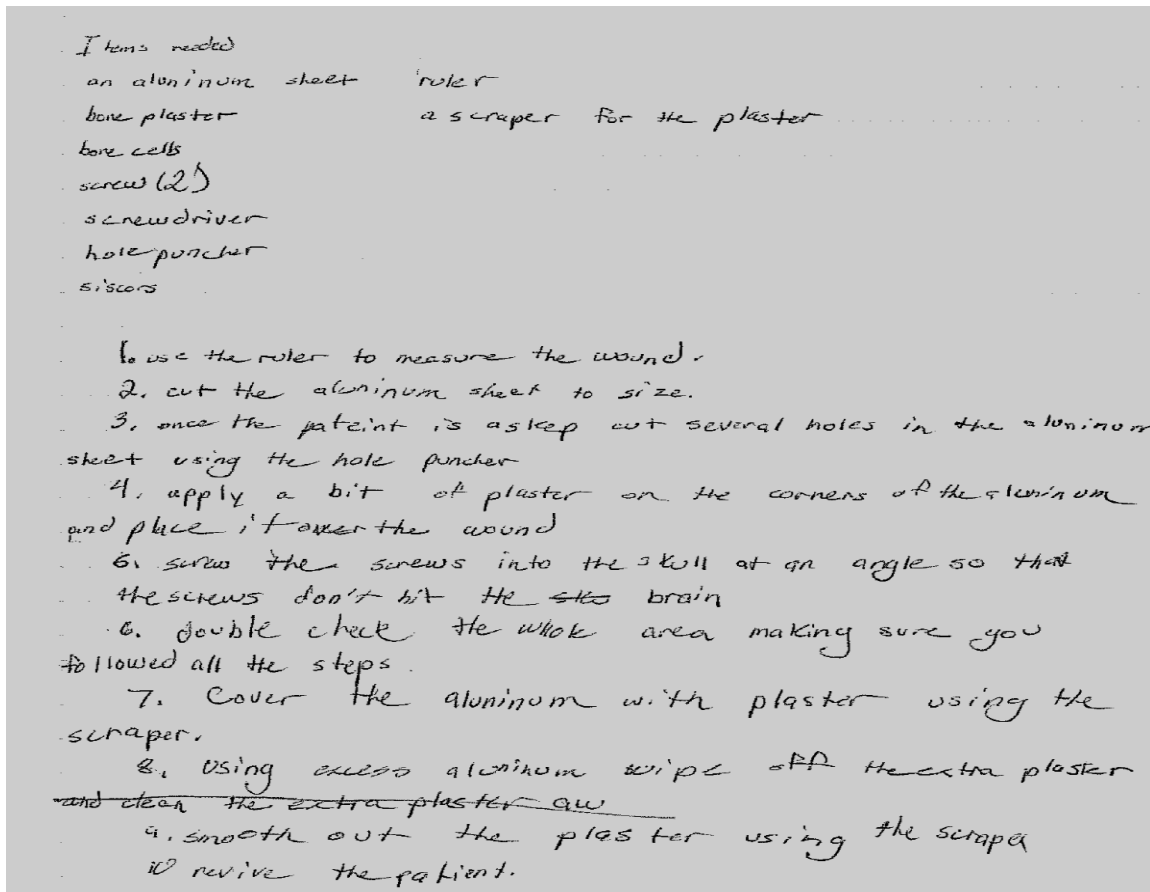 Items needed
an aluninum sheet ruler
bone plaster a scraper for the plaster
bone cells
screw (2)
screwdriver
hole puncher
siscors
1. use the ruler to measure the wound.
2. cut the aluninum sheet to size.
3. once the pateint is asleep cut several holes in the aluninum
sheet using the hole puncher
4. apply a bit of plaster on the corners of the aluninum
and place it over the wound
5. screw the screws into the skull at an angle so that
the screws don't hit the brain
6. double check the whole area making sure you
followed all the steps.
7. Cover the aluninum with plaster using the
scraper.
8. Using excess aluninum swipe off the extra plaster
and clean the extra plaster aw
9. smooth out the plaster using the scraper
10 revive the patient.